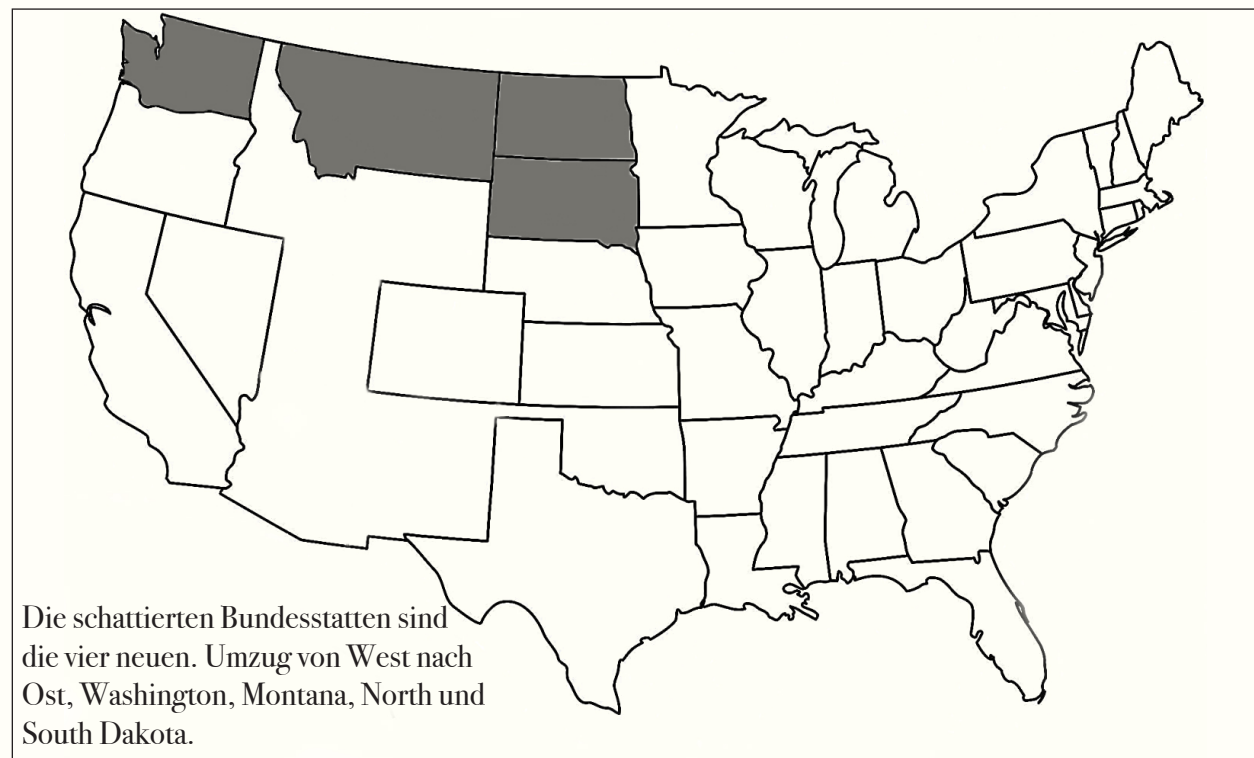 Die schattierten Bundesstatten sind
die vier neuen. Umzug von West nach
Ost, Washington, Montana, North und
South Dakota.